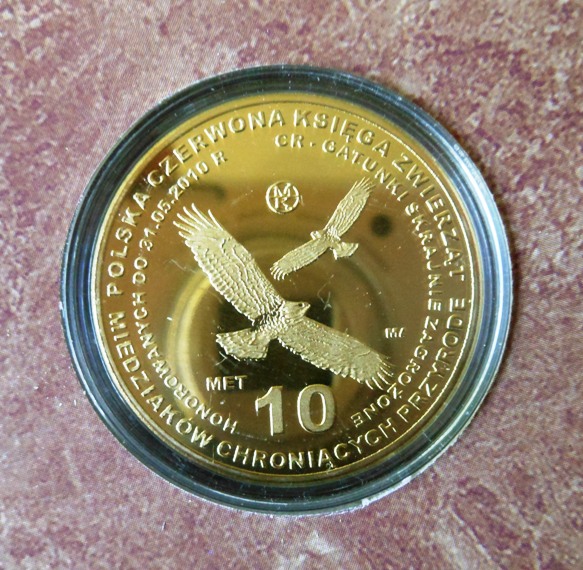 POLSKA CZERWONA KSIĘGA ZWIERZĄT
CR - GATUNKI SKRAJNIE ZAGROŻONE
MIEDZIAKÓW CHRONIĄCYCH PRZYRODĘ
HONOROWANYCH DO 31.05.2010 R
MET
10